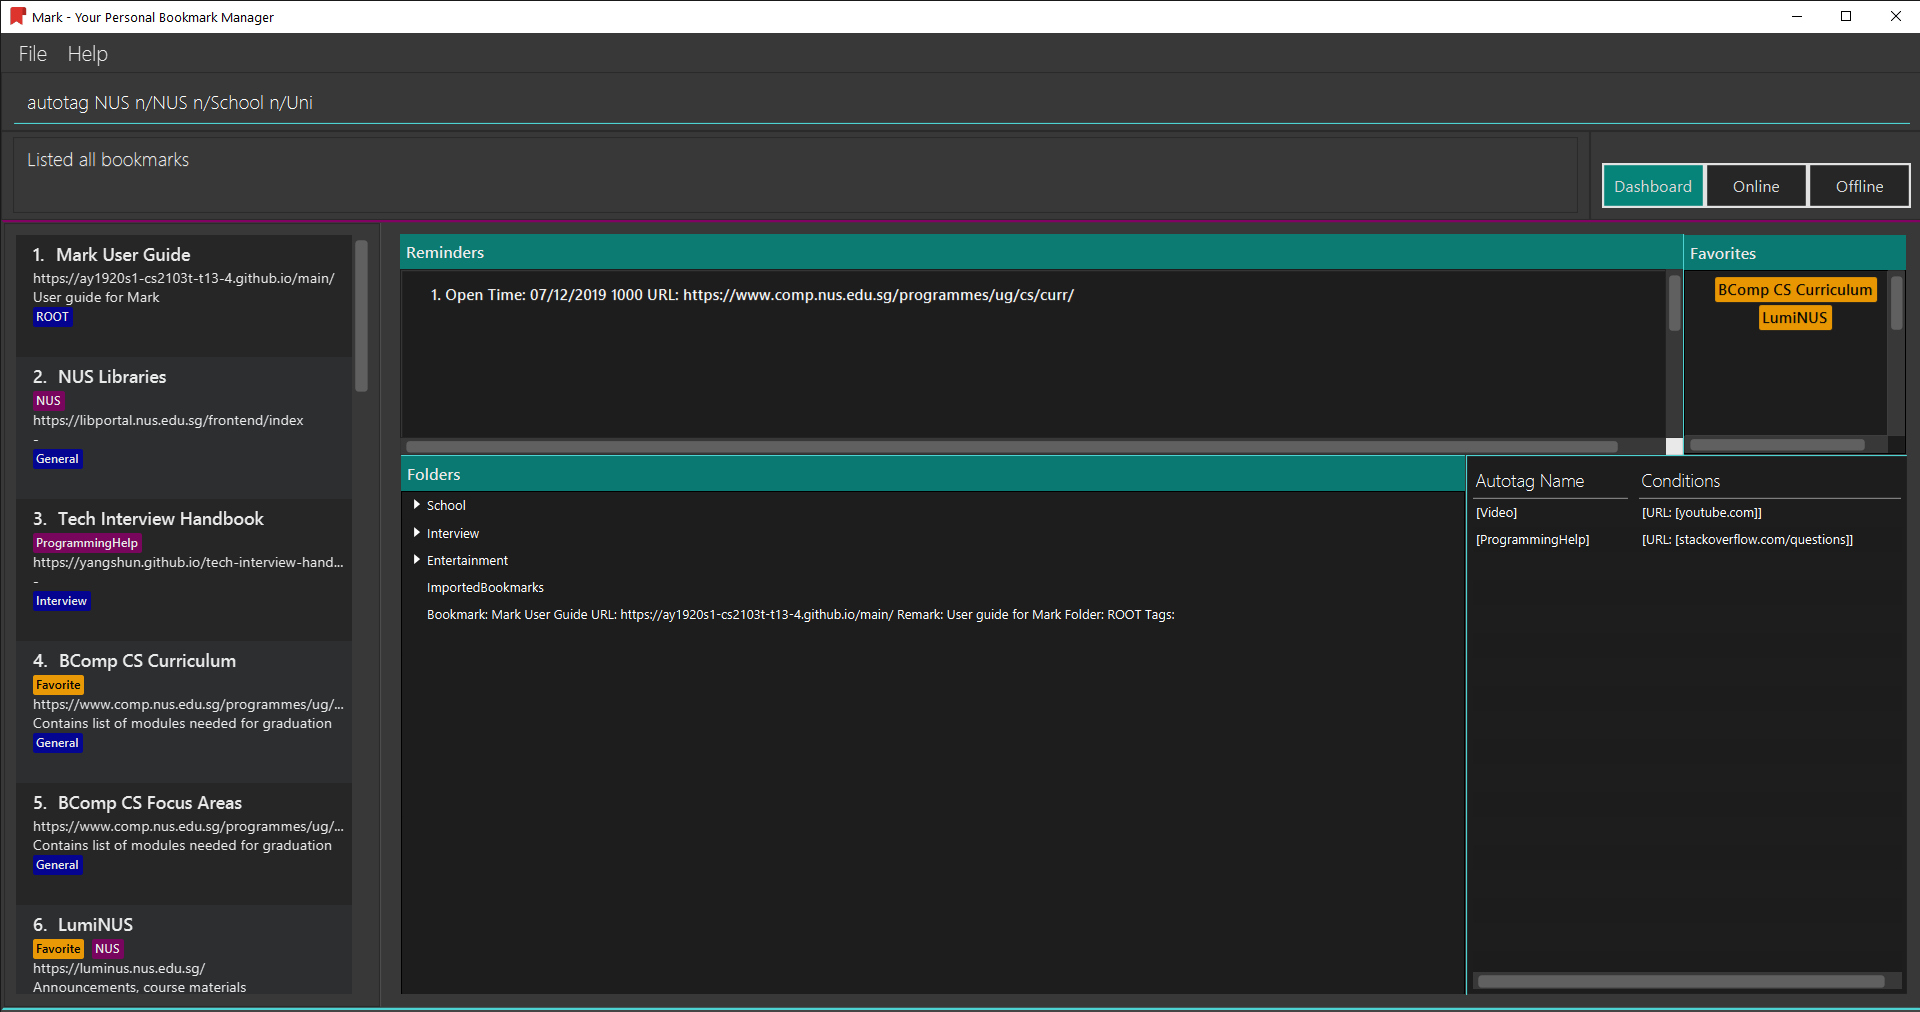 Mark - Your Personal Bookmark Manager
File Help
autotag NUS n/NUS n/School n/Uni
Listed all bookmarks
Dashboard Online Offline
1. Mark User Guide
https://ay1920s1-cs2103t-t13-4.github.io/main/
User guide for Mark
ROOT
2. NUS Libraries
NUS
https://libportal.nus.edu.sg/frontend/index
-
General
3. Tech Interview Handbook
ProgrammingHelp
https://yangshun.github.io/tech-interview-hand...
-
Interview
4. BComp CS Curriculum
Favorite
https://www.comp.nus.edu.sg/programmes/ug/...
Contains list of modules needed for graduation
General
5. BComp CS Focus Areas
https://www.comp.nus.edu.sg/programmes/ug/...
Contains list of modules needed for graduation
General
6. LumiNUS
Favorite NUS
https://luminus.nus.edu.sg/
Announcements, course materials
Reminders
1. Open Time: 07/12/2019 1000 URL: https://www.comp.nus.edu.sg/programmes/ug/cs/curr/
Favorites
BComp CS Curriculum
LumiNUS
Folders
School
Interview
Entertainment
ImportedBookmarks
Bookmark: Mark User Guide URL: https://ay1920s1-cs2103t-t13-4.github.io/main/ Remark: User guide for Mark Folder: ROOT Tags:
Autotag Name Conditions
[Video] [URL: [youtube.com]]
[ProgrammingHelp] [URL: [stackoverflow.com/questions]]